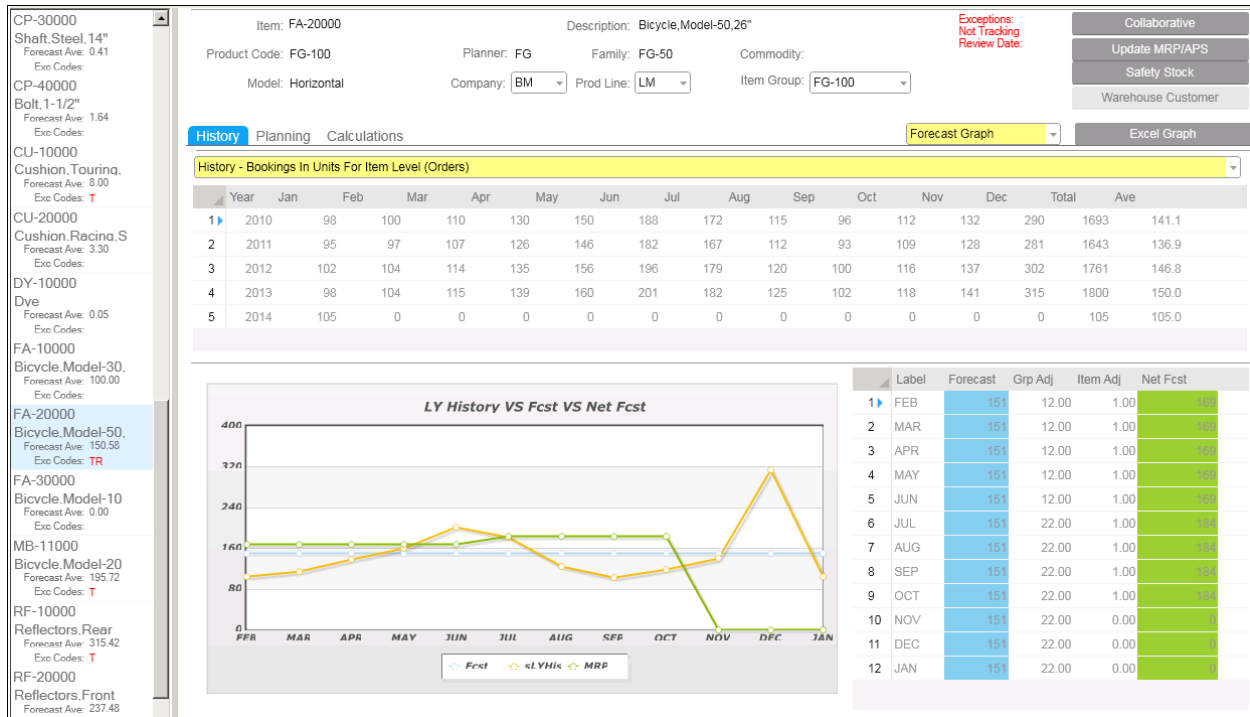 CP-30000
Shaft,Steel,14"
Forecast Ave: 0.41
Exc Codes:
CP-40000
Bolt,1-1/2"
Forecast Ave: 1.64
Exc Codes:
CU-10000
Cushion,Touring,
Forecast Ave: 8.00
Exc Codes: T
CU-20000
Cushion,Racing,S
Forecast Ave: 3.30
Exc Codes:
DY-10000
Dye
Forecast Ave: 0.05
Exc Codes:
FA-10000
Bicycle,Model-30,
Forecast Ave: 100.00
Exc Codes:
FA-20000
Bicycle,Model-50,
Forecast Ave: 150.58
Exc Codes: TR
FA-30000
Bicycle,Model-10
Forecast Ave: 0.00
Exc Codes:
MB-11000
Bicycle,Model-20
Forecast Ave: 195.72
Exc Codes: T
RF-10000
Reflectors,Rear
Forecast Ave: 315.42
Exc Codes: T
RF-20000
Reflectors,Front
Forecast Ave: 237.48
Item: FA-20000 Description: Bicycle,Model-50,26"
Product Code: FG-100 Planner: FG Family: FG-50 Commodity:
Model: Horizontal Company: BM Prod Line: LM Item Group: FG-100
Exceptions:
Not Tracking
Review Date:
Collaborative
Update MRP/APS
Safety Stock
Warehouse Customer
History Planning Calculations Forecast Graph Excel Graph
History - Bookings In Units For Item Level (Orders)
Year Jan Feb Mar Apr May Jun Jul Aug Sep Oct Nov Dec Total Ave
1 2010 98 100 110 130 150 188 172 115 96 112 132 290 1693 141.1
2 2011 95 97 107 126 146 182 167 112 93 109 128 281 1643 136.9
3 2012 102 104 114 135 156 196 179 120 100 116 137 302 1761 146.8
4 2013 98 104 115 139 160 201 182 125 102 118 141 315 1800 150.0
5 2014 105 0 0 0 0 0 0 0 0 0 0 0 105 105.0
LY History VS Fcst VS Net Fcst
400
320
240
160
80
0
FEB MAR APR MAY JUN JUL AUG SEP OCT NOV DEC JAN
Fcst sLYHis MRP
Label Forecast Grp Adj Item Adj Net Fcst
1 FEB 151 12.00 1.00 169
2 MAR 151 12.00 1.00 169
3 APR 151 12.00 1.00 169
4 MAY 151 12.00 1.00 169
5 JUN 151 12.00 1.00 169
6 JUL 151 22.00 1.00 184
7 AUG 151 22.00 1.00 184
8 SEP 151 22.00 1.00 184
9 OCT 151 22.00 1.00 184
10 NOV 151 22.00 0.00 0
11 DEC 151 22.00 0.00 0
12 JAN 151 22.00 0.00 0